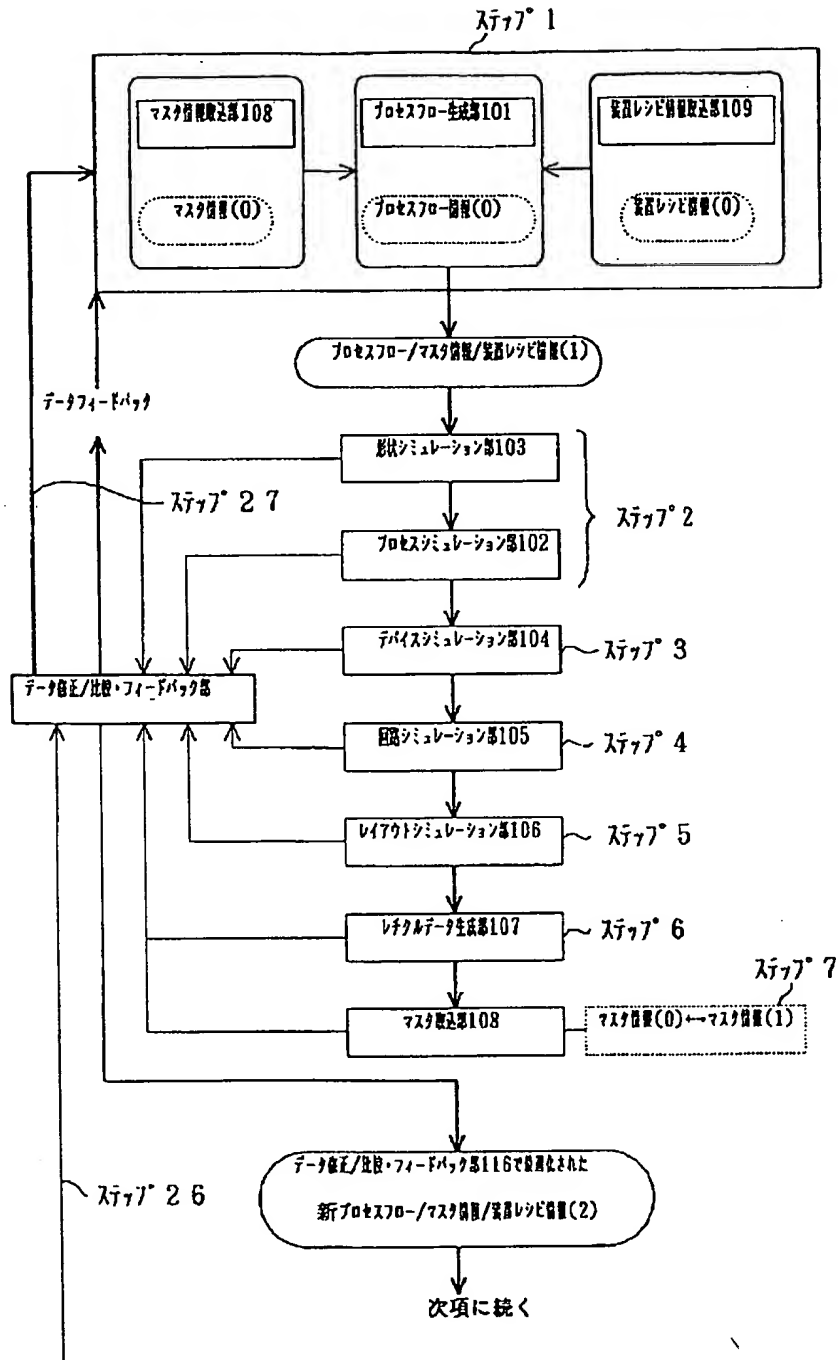 ステップ1
マスタ情報取込部108
プロセスフロー生成部101
装置レシピ情報取込部109
マスタ情報(0)
プロセスフロー情報(0)
装置レシピ情報(0)
プロセスフロー/マスタ情報/装置レシピ情報(1)
データフィードバック
形状シミュレーション部103
ステップ27
ステップ2
プロセスシミュレーション部102
デバイスシミュレーション部104
ステップ3
データ修正/比較・フィードバック部
回路シミュレーション部105
ステップ4
レイアウトシミュレーション部106
ステップ5
レチクルデータ生成部107
ステップ6
ステップ7
マスタ取込部108
マスタ情報(0)←→マスタ情報(1)
データ修正/比較・フィードバック部116で最適化された
新プロセスフロー/マスタ情報/装置レシピ情報(2)
ステップ26
次項に続く